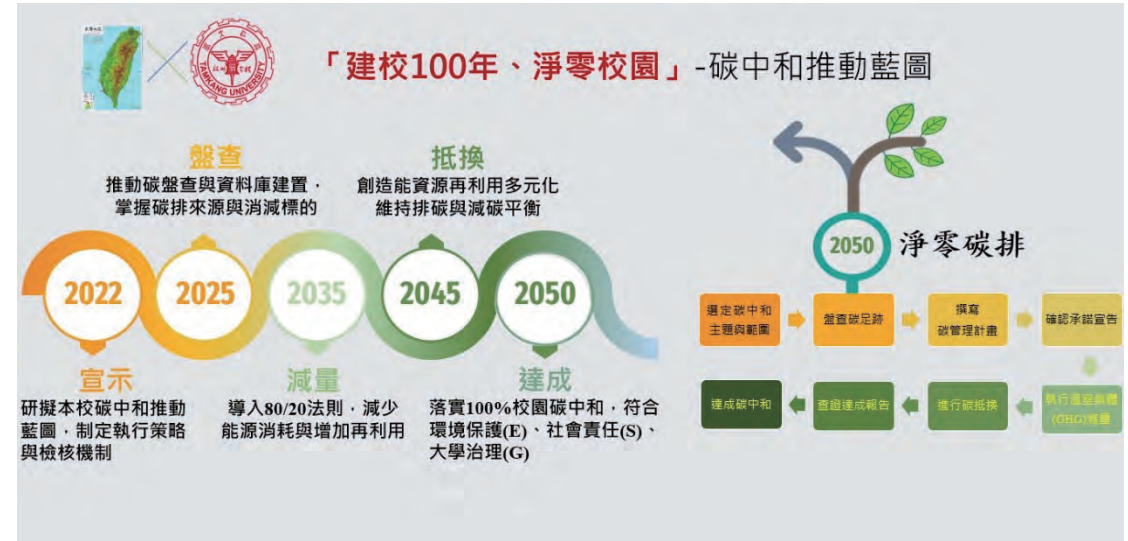 「建校100年、淨零校園」-碳中和推動藍圖
TAMKANG UNIVERSITY
盤查
推動碳盤查與資料庫建置，
掌握碳排來源與消減標的
抵換
創造能資源再利用多元化
維持排碳與減碳平衡
2022
2025
2035
2045
2050
宣示
研擬本校碳中和推動
藍圖，制定執行策略
與檢核機制
減量
導入80/20法則，減少
能源消耗與增加再利用
達成
落實100%校園碳中和，符合
環境保護(E)、社會責任(S)、
大學治理(G)
2050
淨零碳排
選定碳中和
主題與範圍
盤查碳足跡
撰寫
碳管理計畫
確認承諾宣告
執行溫室氣體
(GHG)減量
進行碳抵換
查證達成報告
達成碳中和